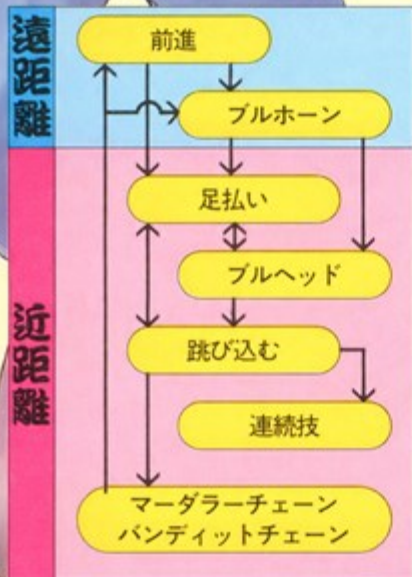 遠距離
前進
ブルホーン
近距離
足払い
ブルヘッド
跳び込む
連続技
マーダラーチェーン
バンディットチェーン